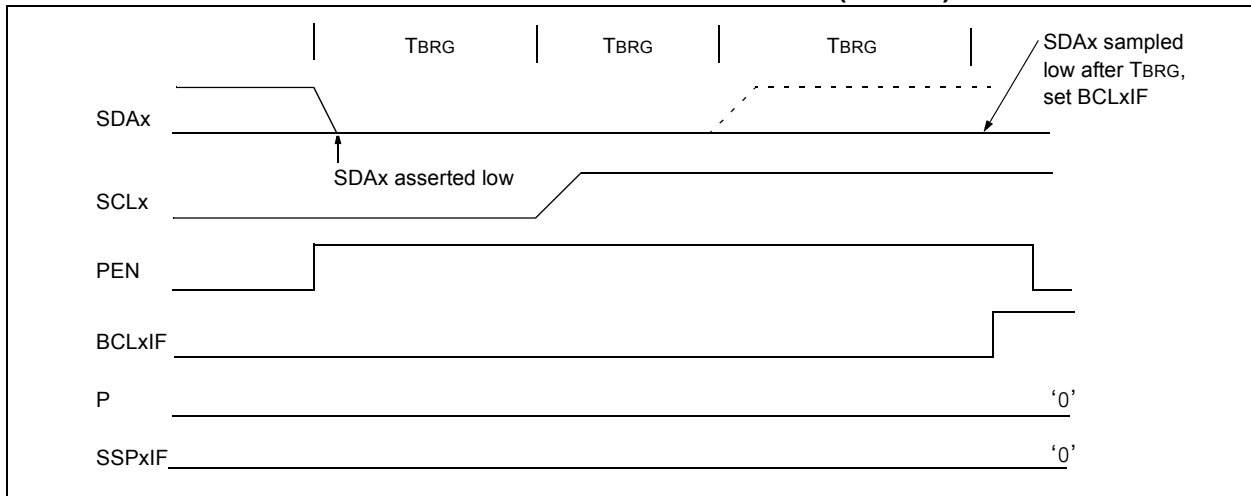 TBRG TBRG TBRG
SDAx sampled
low after TBRG,
set BCLxIF
SDAx
SDAx asserted low
SCLx
PEN
BCLxIF
P '0'
SSPxIF '0'